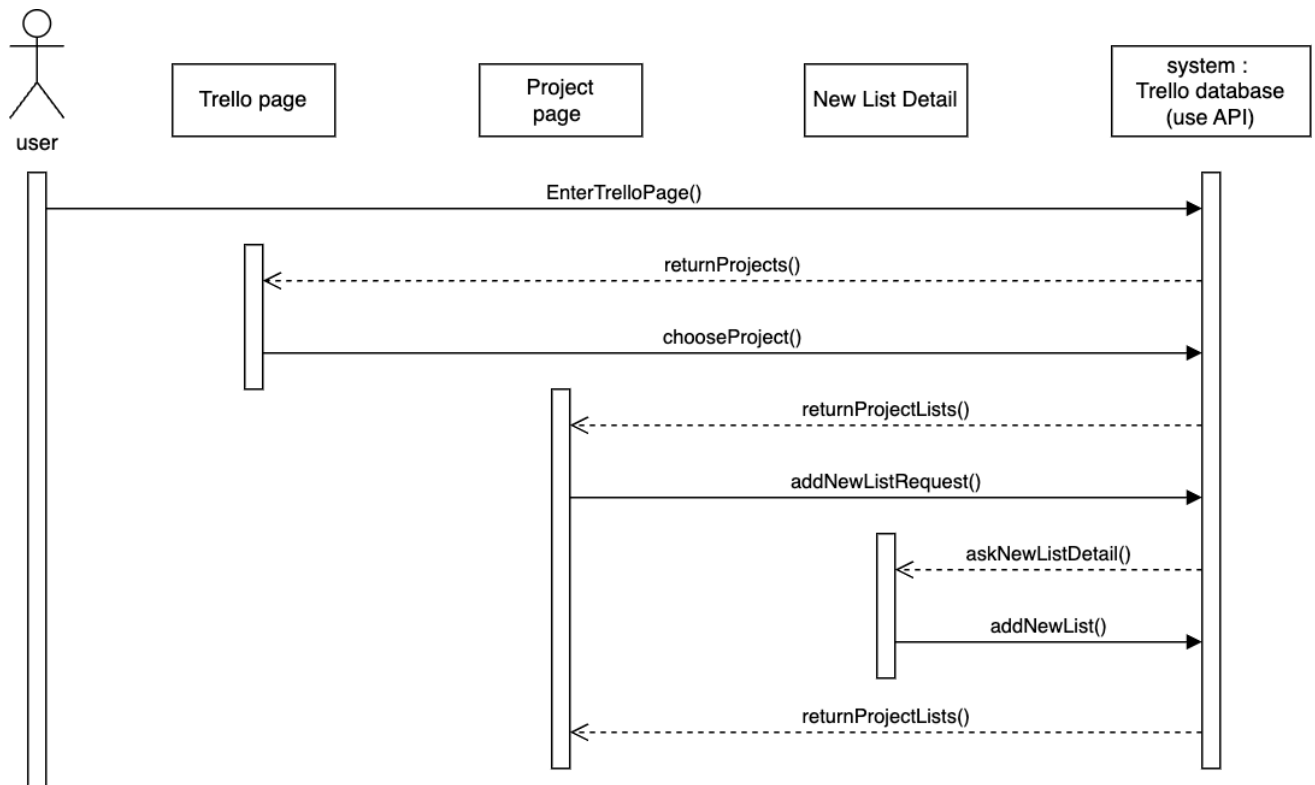 user
Trello page
Project
page
New List Detail
system :
Trello database
(use API)
EnterTrelloPage()
returnProjects()
chooseProject()
returnProjectLists()
addNewListRequest()
askNewListDetail()
addNewList()
returnProjectLists()